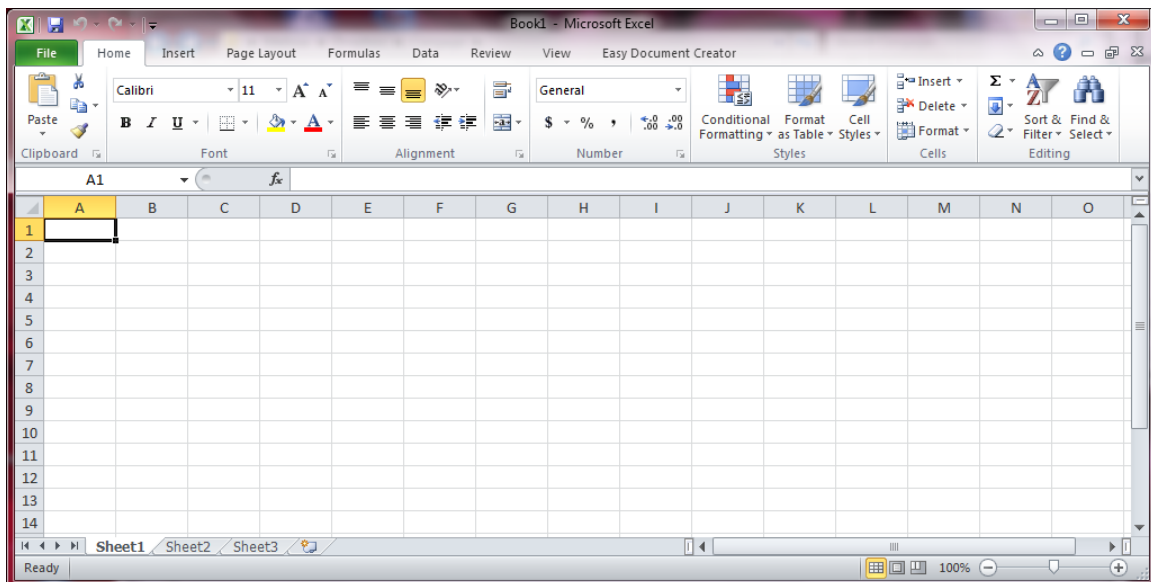 Book1 - Microsoft Excel
File Home Insert Page Layout Formulas Data Review View Easy Document Creator
Calibri 11 A A General Insert Σ
Paste B I U A $ % , .0 .00 .00 .0 Conditional Formatting Format as Table Cell Styles Delete Format Sort & Filter Find & Select
Clipboard Font Alignment Number Styles Cells Editing
A1 fx
A B C D E F G H I J K L M N O
1
2
3
4
5
6
7
8
9
10
11
12
13
14
Sheet1 Sheet2 Sheet3
Ready 100%